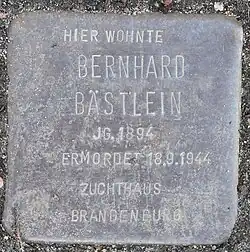 HIER WOHNTE
BERNHARD
BÄSTLEIN
JG. 1894
ERMORDET 18.9.1944
ZUCHTHAUS
BRANDENBURG